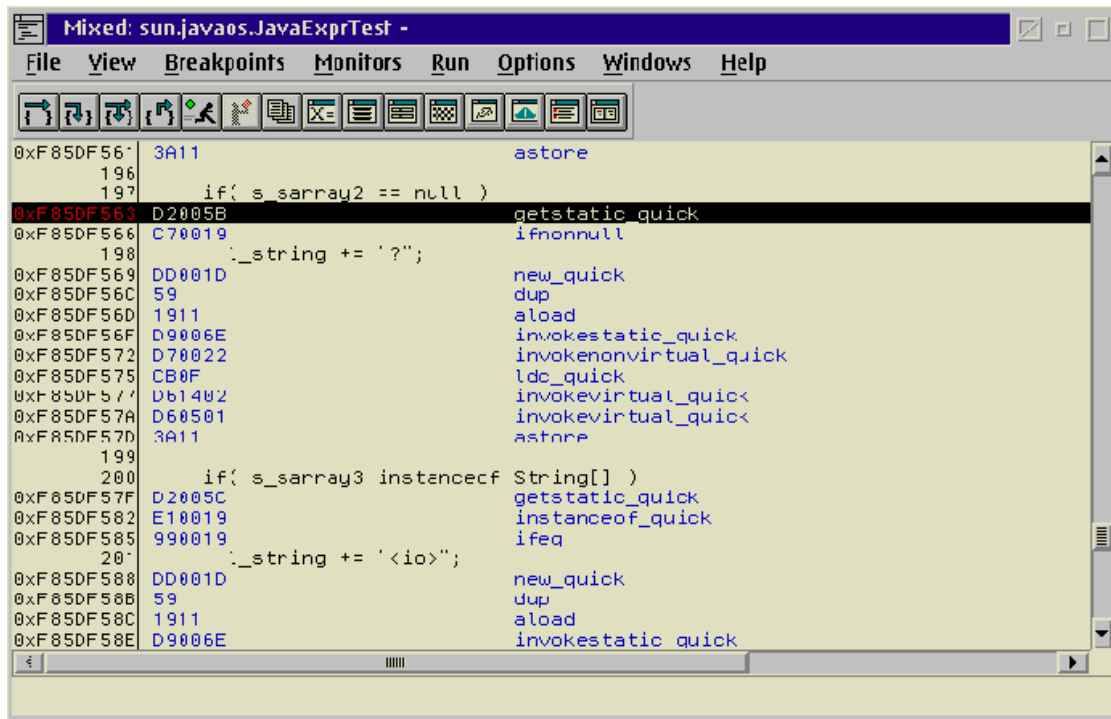 Mixed: sun.javaos.JavaExprTest -
File View Breakpoints Monitors Run Options Windows Help
0xF85DF561 3A11 astore
196
197 if( s_sarray2 == null )
0xF85DF563 D2005B getstatic_quick
0xF85DF566 C70019 ifnonnull
198 l_string += "?";
0xF85DF569 DD001D new_quick
0xF85DF56C 59 dup
0xF85DF56D 1911 aload
0xF85DF56F D9006E invokestatic_quick
0xF85DF572 D70022 invokenonvirtual_quick
0xF85DF575 CB0F ldc_quick
0xF85DF577 D61402 invokevirtual_quick
0xF85DF57A D60501 invokevirtual_quick
0xF85DF57D 3A11 astore
199
200 if( s_sarray3 instanceof String[] )
0xF85DF57F D2005C getstatic_quick
0xF85DF582 E10019 instanceof_quick
0xF85DF585 990019 ifeq
201 l_string += "<io>";
0xF85DF588 DD001D new_quick
0xF85DF58B 59 dup
0xF85DF58C 1911 aload
0xF85DF58E D9006E invokestatic_quick